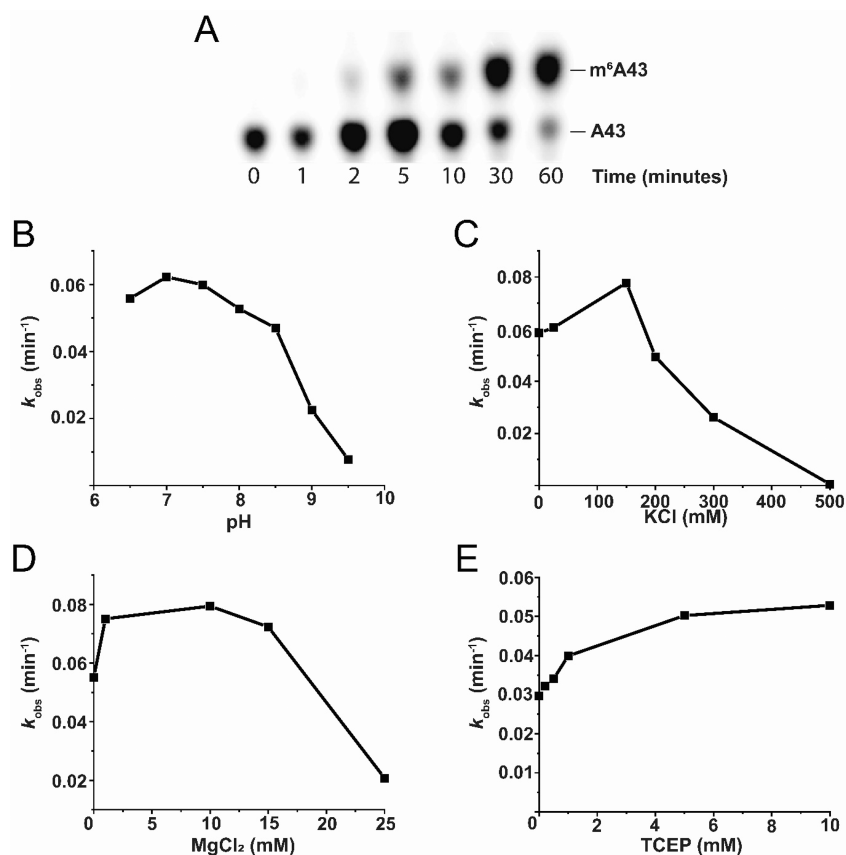 A
m⁶A43
A43
0 1 2 5 10 30 60 Time (minutes)
B
0.06
0.04
0.02
kobs (min⁻¹)
6 7 8 9 10
pH
C
0.08
0.06
0.04
0.02
kobs (min⁻¹)
0 100 200 300 400 500
KCl (mM)
D
0.08
0.06
0.04
0.02
kobs (min⁻¹)
0 5 10 15 20 25
MgCl₂ (mM)
E
0.06
0.05
0.04
0.03
0.02
0.01
kobs (min⁻¹)
0 2 4 6 8 10
TCEP (mM)